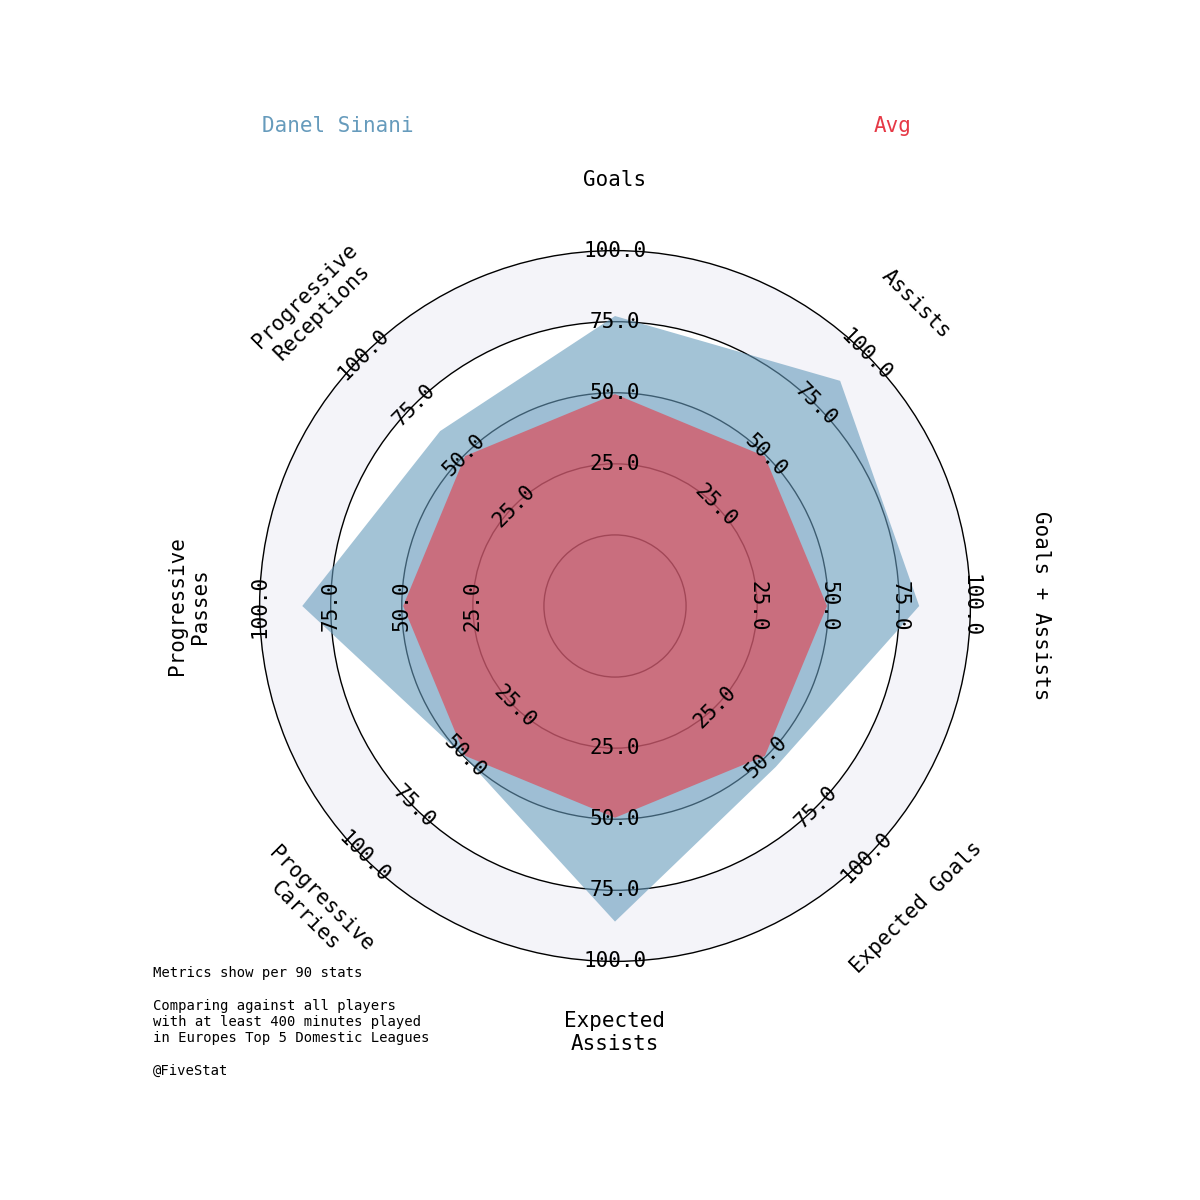 Danel Sinani
Avg
Goals
Assists
Goals + Assists
Expected Goals
Expected
Assists
Progressive
Carries
Progressive
Passes
Progressive
Receptions
25.0
50.0
75.0
100.0
25.0
50.0
75.0
100.0
25.0
50.0
75.0
100.0
25.0
50.0
75.0
100.0
25.0
50.0
75.0
100.0
25.0
50.0
75.0
100.0
25.0
50.0
75.0
100.0
25.0
50.0
75.0
100.0
Metrics show per 90 stats
Comparing against all players
with at least 400 minutes played
in Europes Top 5 Domestic Leagues
@FiveStat